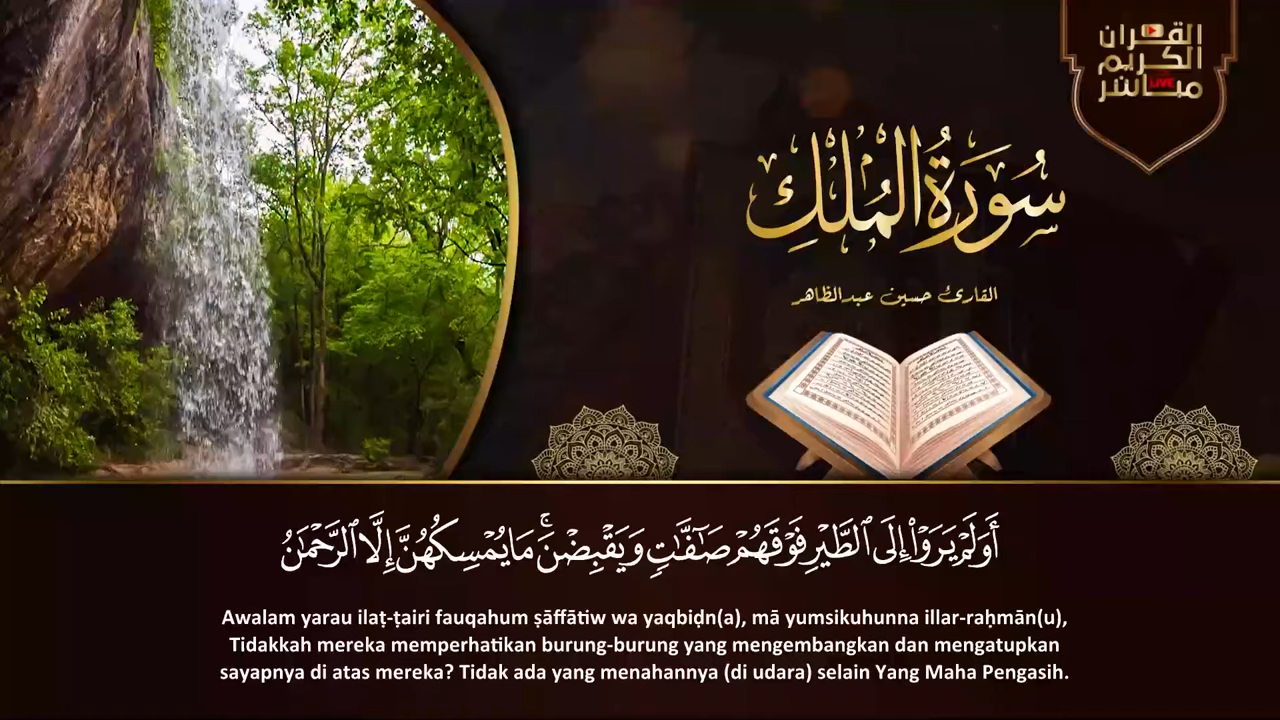 القرآن
الكريم
مباشر
LIVE
سُورَةُ المُلْكِ
القارئ حسين عبدالظاهر
أَوَلَمْ يَرَوْا۟ إِلَى ٱلطَّيْرِ فَوْقَهُمْ صَـٰٓفَّـٰتٍ وَيَقْبِضْنَ ۚ مَا يُمْسِكُهُنَّ إِلَّا ٱلرَّحْمَـٰنُ
Awalam yarau ilaṭ-ṭairi fauqahum ṣāffātiw wa yaqbiḍn(a), mā yumsikuhunna illar-raḥmān(u),
Tidakkah mereka memperhatikan burung-burung yang mengembangkan dan mengatupkan
sayapnya di atas mereka? Tidak ada yang menahannya (di udara) selain Yang Maha Pengasih.